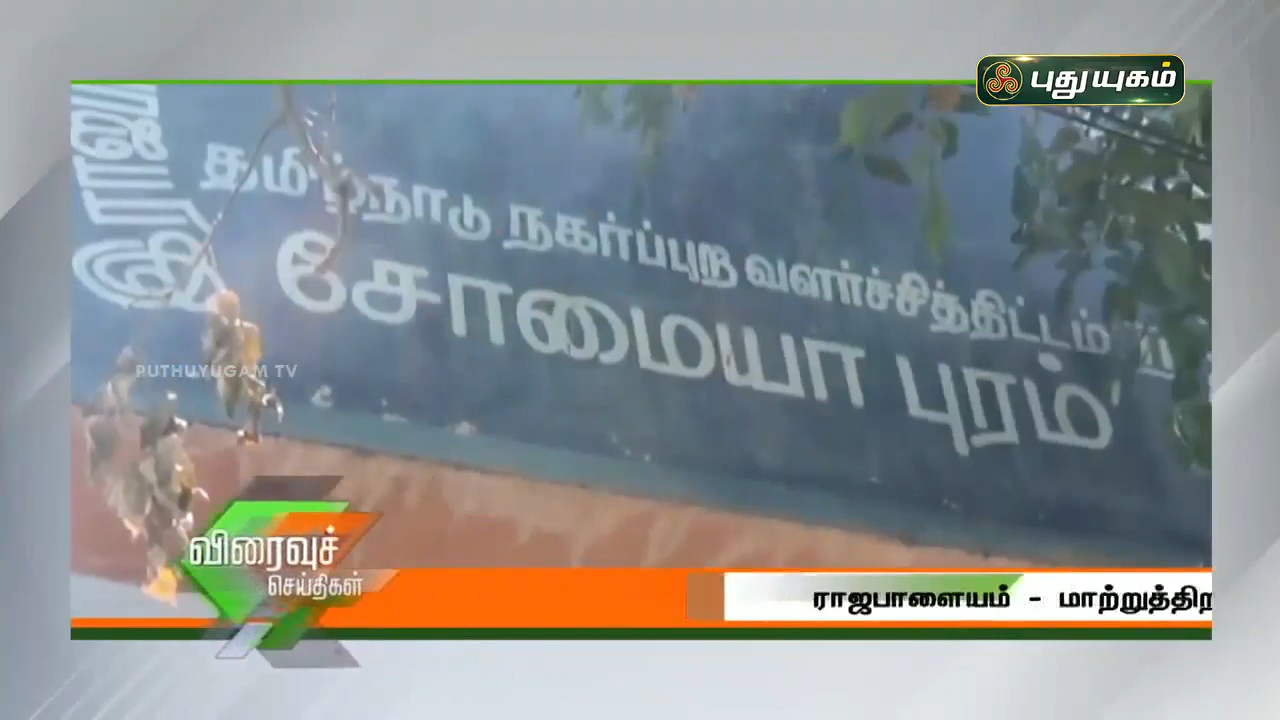 புதுயுகம்
தமிழ்நாடு நகர்ப்புற வளர்ச்சித்திட்டம்
சோமையா புரம்
PUTHUYUGAM TV
விரைவுச்
செய்திகள்
ராஜபாளையம் - மாற்றுத்திற